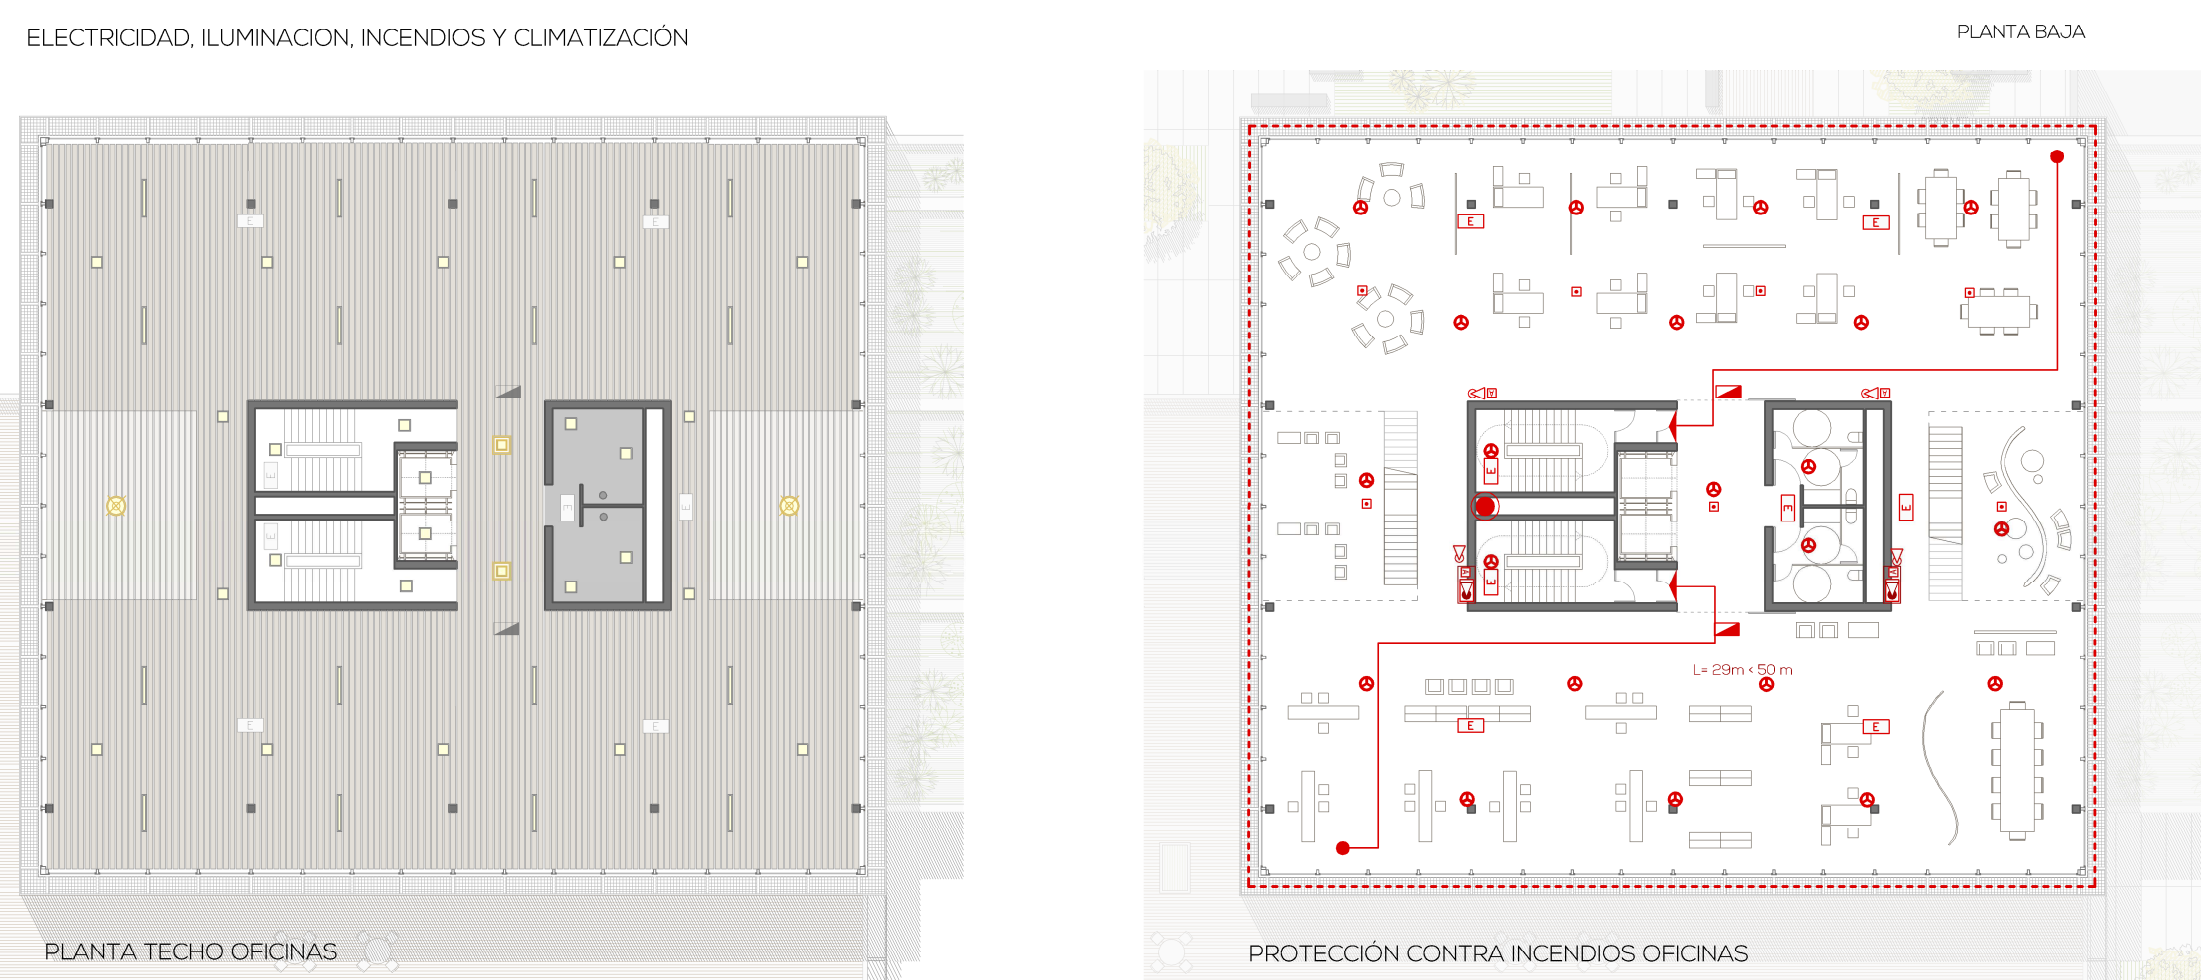 ELECTRICIDAD, ILUMINACION, INCENDIOS Y CLIMATIZACIÓN
PLANTA BAJA
E
E
E
E
E
E
E
E
PLANTA TECHO OFICINAS
E
E
A
A
E
E
E
E
A
A
L= 29m < 50 m
E
E
PROTECCIÓN CONTRA INCENDIOS OFICINAS